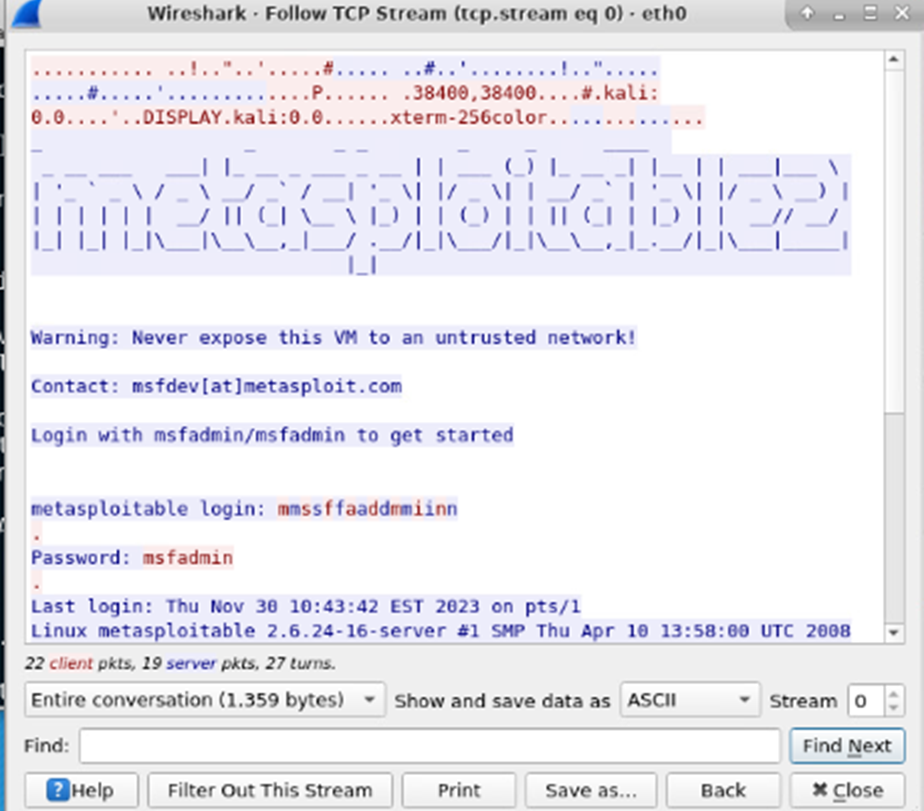 Wireshark · Follow TCP Stream (tcp.stream eq 0) · eth0
........... ..!.."..'.....#..... ..#..'........!..".....
.....#.....'.............P...... .38400,38400....#.kali:
0.0....'..DISPLAY.kali:0.0......xterm-256color...............
metasploitable2
Warning: Never expose this VM to an untrusted network!
Contact: msfdev[at]metasploit.com
Login with msfadmin/msfadmin to get started
metasploitable login: mmssffaaddmmiinn
.
Password: msfadmin
.
Last login: Thu Nov 30 10:43:42 EST 2023 on pts/1
Linux metasploitable 2.6.24-16-server #1 SMP Thu Apr 10 13:58:00 UTC 2008
22 client pkts, 19 server pkts, 27 turns.
Entire conversation (1.359 bytes) Show and save data as ASCII Stream 0
Find: Find Next
Help Filter Out This Stream Print Save as... Back Close